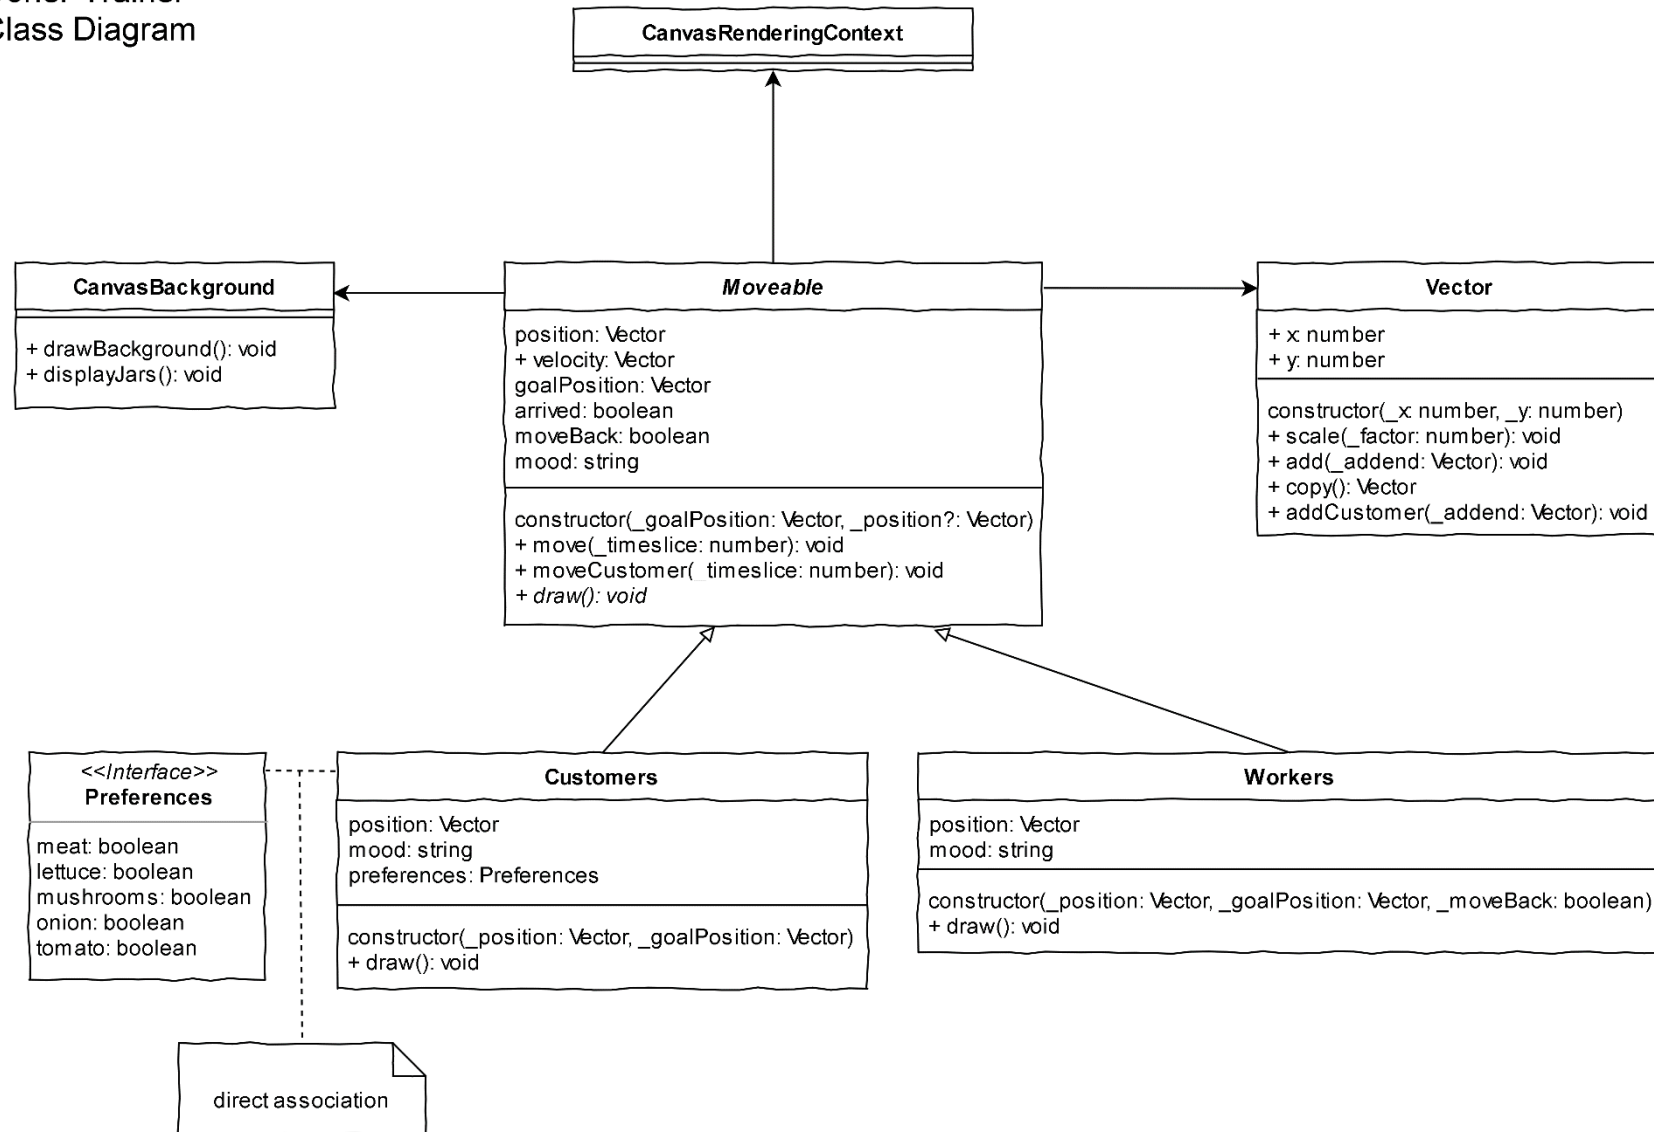 Class Diagram
CanvasRenderingContext
CanvasBackground
+ drawBackground(): void
+ displayJars(): void
Moveable
position: Vector
+ velocity: Vector
goalPosition: Vector
arrived: boolean
moveBack: boolean
mood: string
constructor(_goalPosition: Vector, _position?: Vector)
+ move(_timeslice: number): void
+ moveCustomer(_timeslice: number): void
+ draw(): void
Vector
+ x: number
+ y: number
constructor(_x: number, _y: number)
+ scale(_factor: number): void
+ add(_addend: Vector): void
+ copy(): Vector
+ addCustomer(_addend: Vector): void
<<Interface>>
Preferences
meat: boolean
lettuce: boolean
mushrooms: boolean
onion: boolean
tomato: boolean
Customers
position: Vector
mood: string
preferences: Preferences
constructor(_position: Vector, _goalPosition: Vector)
+ draw(): void
Workers
position: Vector
mood: string
constructor(_position: Vector, _goalPosition: Vector, _moveBack: boolean)
+ draw(): void
direct association